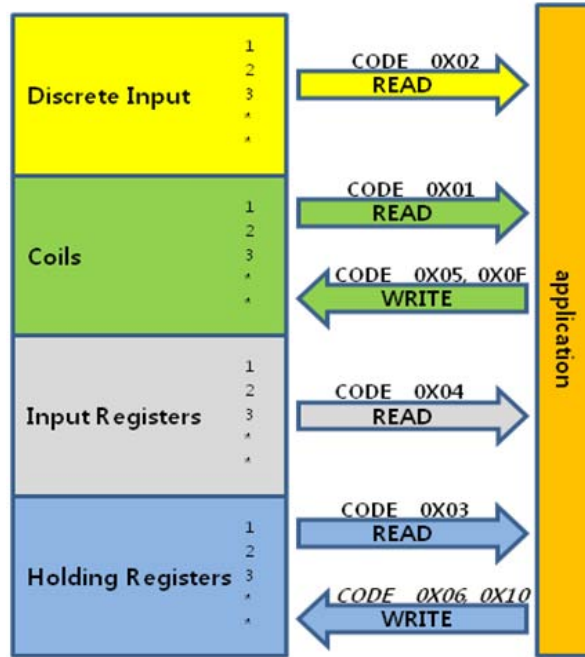 Discrete Input
1
2
3
*
*
CODE 0X02
READ
Coils
1
2
3
*
*
CODE 0X01
READ
CODE 0X05, 0X0F
WRITE
Input Registers
1
2
3
*
*
CODE 0X04
READ
Holding Registers
1
2
3
*
*
CODE 0X03
READ
CODE 0X06, 0X10
WRITE
application